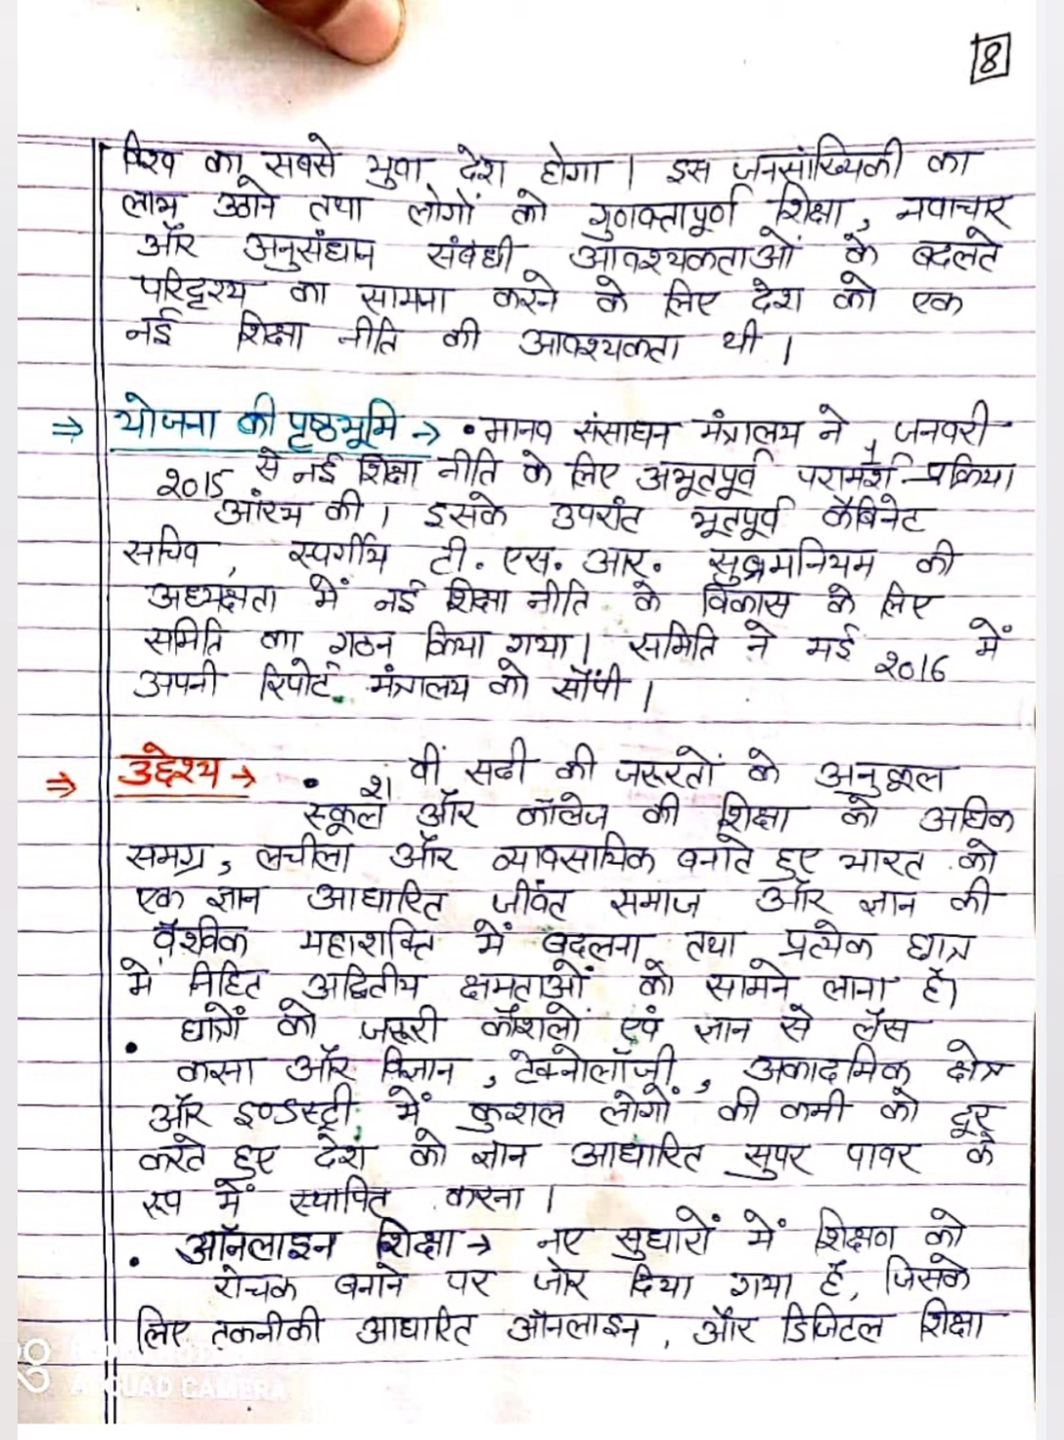 8
विश्व का सबसे युवा देश होगा। इस जनसांख्यिकी का
लाभ उठाने तथा लोगों को गुणवत्तापूर्ण शिक्षा, नवाचार
और अनुसंधान संबंधी आवश्यकताओं के बदलते
परिदृश्य का सामना करने के लिए देश को एक
नई शिक्षा नीति की आवश्यकता थी।
⇒ योजना की पृष्ठभूमि → • मानव संसाधन मंत्रालय ने, जनवरी
2015 से नई शिक्षा नीति के लिए अभूतपूर्व परामर्श-प्रक्रिया
आंरभ की। इसके उपरांत भूतपूर्व कैबिनेट
सचिव, स्वर्गीय टी. एस. आर. सुब्रमनियम की
अध्यक्षता में नई शिक्षा नीति के विकास के लिए
समिति का गठन किया गया। समिति ने मई 2016 में
अपनी रिपोर्ट मंत्रालय को सौंपी।
⇒ उद्देश्य → • 21 वीं सदी की जरूरतों के अनुकूल
स्कूल और कॉलेज की शिक्षा को अधिक
समग्र, लचीला और व्यावसायिक बनाते हुए भारत को
एक ज्ञान आधारित जीवंत समाज और ज्ञान की
वैश्विक महाशक्ति में बदलना तथा प्रत्येक छात्र
में निहित अद्वितीय क्षमताओं को सामने लाना है।
• छात्रों को जरूरी कौशलों एवं ज्ञान से लैस
करना और विज्ञान, टेक्नोलॉजी, अकादमिक क्षेत्र
और इण्डस्ट्री में कुशल लोगों की कमी को दूर
करते हुए देश को ज्ञान आधारित सुपर पावर के
रूप में स्थापित करना।
• ऑनलाइन शिक्षा → नए सुधारों में शिक्षण को
रोचक बनाने पर जोर दिया गया है, जिसके
लिए तकनीकी आधारित ऑनलाइन, और डिजिटल शिक्षा
QUAD CAMERA